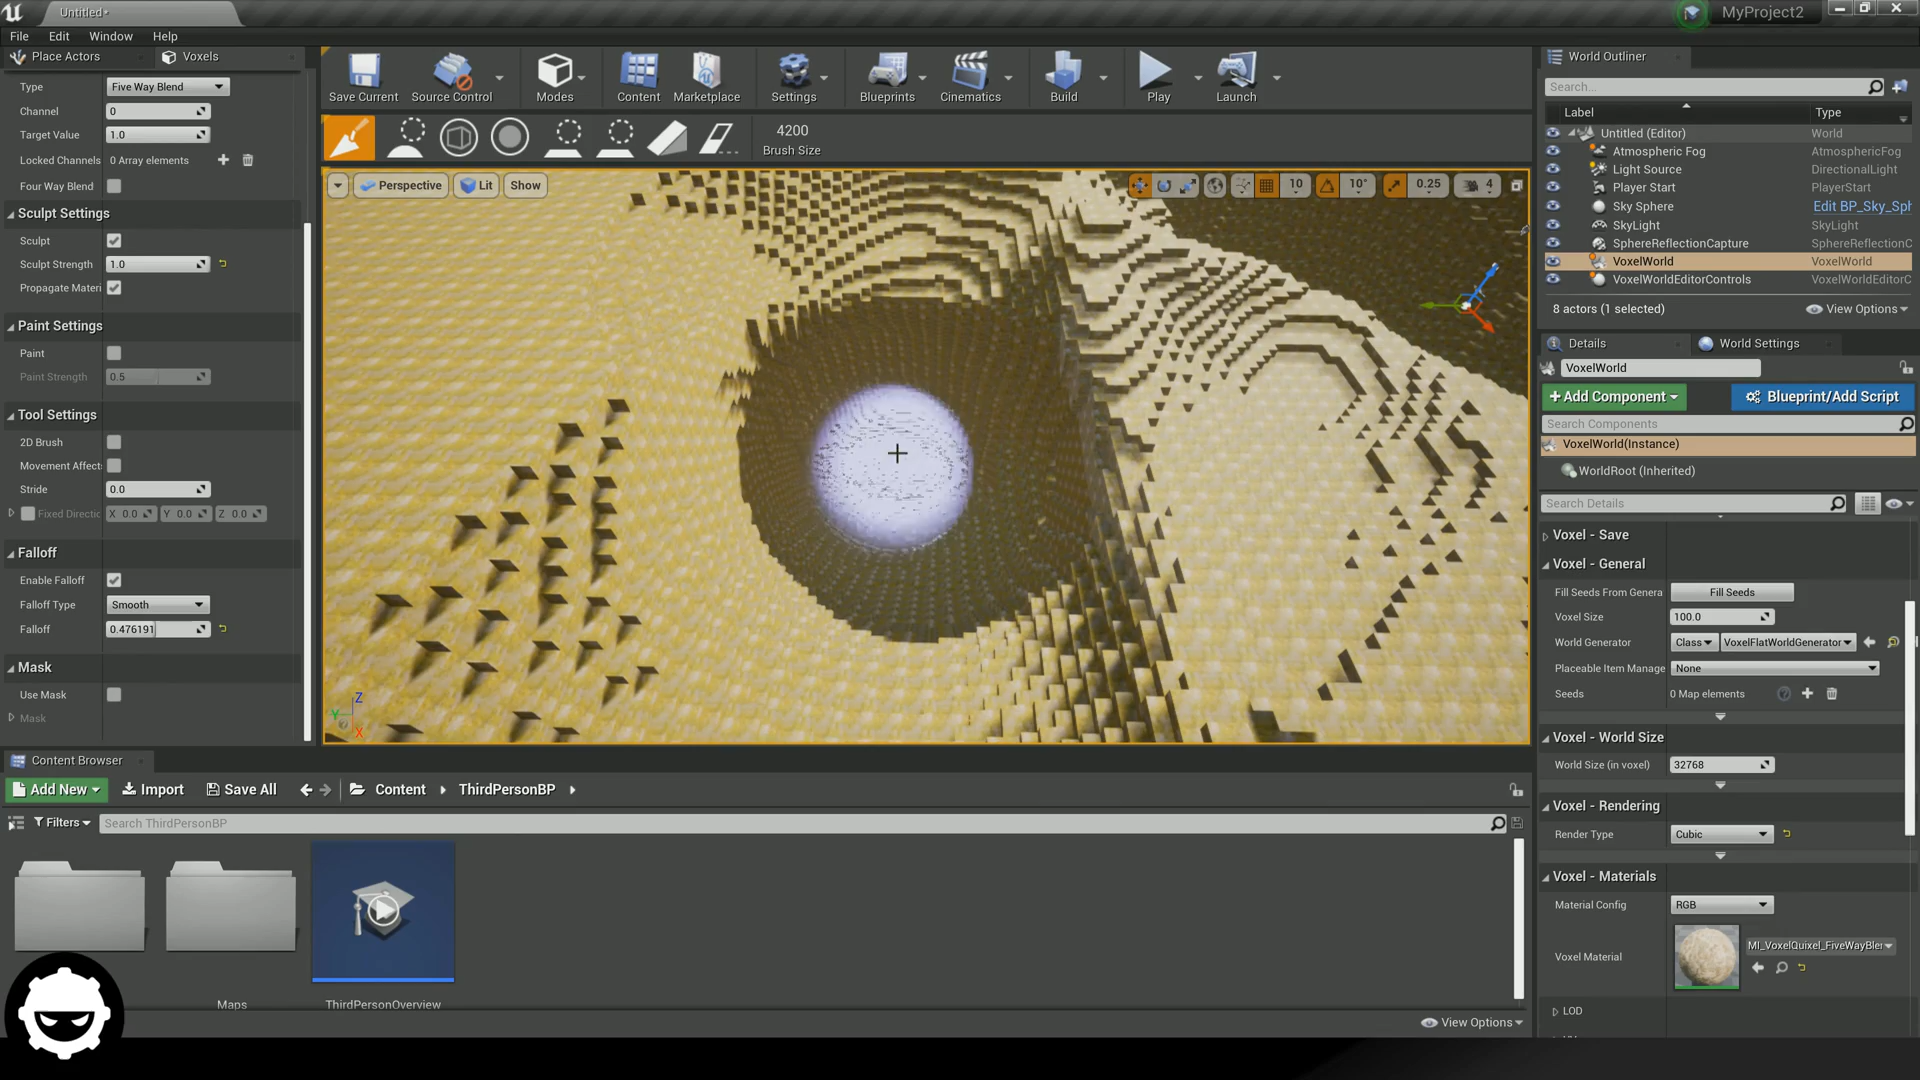 Untitled•
MyProject2
File Edit Window Help
Place Actors Voxels
Type Five Way Blend
Channel 0
Target Value 1.0
Locked Channels 0 Array elements
Four Way Blend
Sculpt Settings
Sculpt
Sculpt Strength 1.0
Propagate Materi
Paint Settings
Paint
Paint Strength 0.5
Tool Settings
2D Brush
Movement Affect
Stride 0.0
Fixed Directio X 0.0 Y 0.0 Z 0.0
Falloff
Enable Falloff
Falloff Type Smooth
Falloff 0.476191
Mask
Use Mask
Mask
Save Current Source Control Modes Content Marketplace Settings Blueprints Cinematics Build Play Launch
4200
Brush Size
Perspective Lit Show
10 10° 0.25 4
Z
Y
X
World Outliner
Search...
Label Type
Untitled (Editor) World
Atmospheric Fog AtmosphericFog
Light Source DirectionalLight
Player Start PlayerStart
Sky Sphere Edit BP_Sky_Sph
SkyLight SkyLight
SphereReflectionCapture SphereReflectionC
VoxelWorld VoxelWorld
VoxelWorldEditorControls VoxelWorldEditorC
8 actors (1 selected) View Options
Details World Settings
VoxelWorld
Add Component Blueprint/Add Script
Search Components
VoxelWorld(Instance)
WorldRoot (Inherited)
Search Details
Voxel - Save
Voxel - General
Fill Seeds From Genera Fill Seeds
Voxel Size 100.0
World Generator Class VoxelFlatWorldGenerator
Placeable Item Manage None
Seeds 0 Map elements
Voxel - World Size
World Size (in voxel) 32768
Voxel - Rendering
Render Type Cubic
Voxel - Materials
Material Config RGB
Voxel Material MI_VoxelQuixel_FiveWayBlen
LOD
Content Browser
Add New Import Save All Content ThirdPersonBP
Filters Search ThirdPersonBP
Maps ThirdPersonOverview
View Options